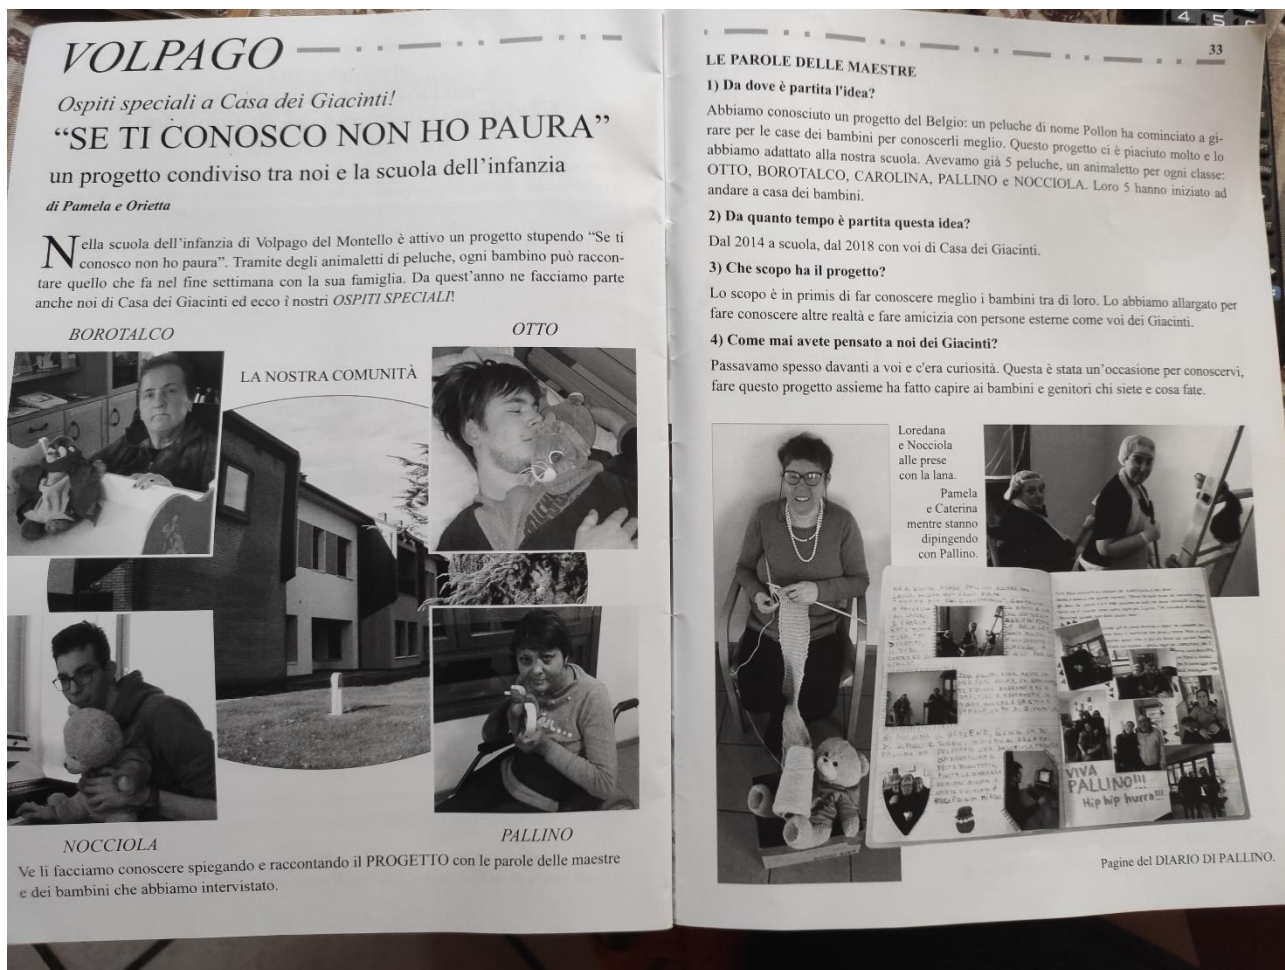 VOLPAGO
Ospiti speciali a Casa dei Giacinti!
“SE TI CONOSCO NON HO PAURA”
un progetto condiviso tra noi e la scuola dell’infanzia
di Pamela e Orietta
Nella scuola dell’infanzia di Volpago del Montello è attivo un progetto stupendo “Se ti
conosco non ho paura”. Tramite degli animaletti di peluche, ogni bambino può raccon-
tare quello che fa nel fine settimana con la sua famiglia. Da quest’anno ne facciamo parte
anche noi di Casa dei Giacinti ed ecco i nostri OSPITI SPECIALI!
BOROTALCO
OTTO
LA NOSTRA COMUNITÀ
NOCCIOLA
PALLINO
Ve li facciamo conoscere spiegando e raccontando il PROGETTO con le parole delle maestre
e dei bambini che abbiamo intervistato.
33
LE PAROLE DELLE MAESTRE
1) Da dove è partita l'idea?
Abbiamo conosciuto un progetto del Belgio: un peluche di nome Pollon ha cominciato a gi-
rare per le case dei bambini per conoscerli meglio. Questo progetto ci è piaciuto molto e lo
abbiamo adattato alla nostra scuola. Avevamo già 5 peluche, un animaletto per ogni classe:
OTTO, BOROTALCO, CAROLINA, PALLINO e NOCCIOLA. Loro 5 hanno iniziato ad
andare a casa dei bambini.
2) Da quanto tempo è partita questa idea?
Dal 2014 a scuola, dal 2018 con voi di Casa dei Giacinti.
3) Che scopo ha il progetto?
Lo scopo è in primis di far conoscere meglio i bambini tra di loro. Lo abbiamo allargato per
fare conoscere altre realtà e fare amicizia con persone esterne come voi dei Giacinti.
4) Come mai avete pensato a noi dei Giacinti?
Passavamo spesso davanti a voi e c'era curiosità. Questa è stata un’occasione per conoscervi,
fare questo progetto assieme ha fatto capire ai bambini e genitori chi siete e cosa fate.
Loredana
e Nocciola
alle prese
con la lana.
Pamela
e Caterina
mentre stanno
dipingendo
con Pallino.
VIVA
PALLINO!!!
Hip hip hurra!!!
Pagine del DIARIO DI PALLINO.
4 5 6